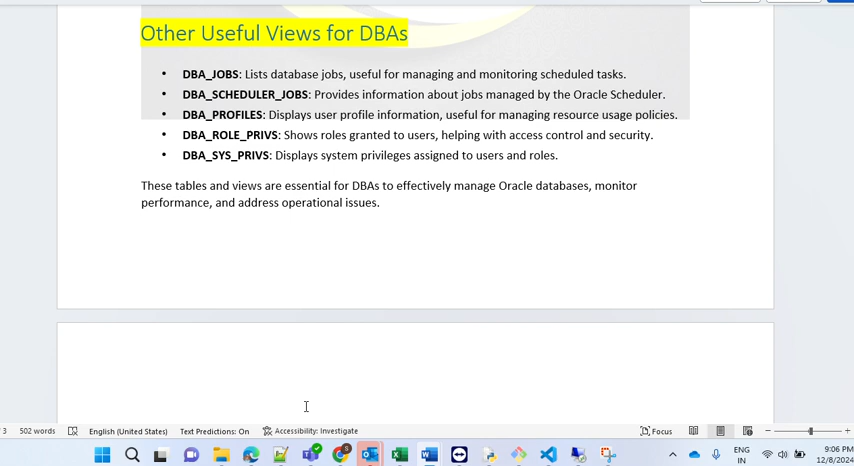 Other Useful Views for DBAs
• DBA_JOBS: Lists database jobs, useful for managing and monitoring scheduled tasks.
• DBA_SCHEDULER_JOBS: Provides information about jobs managed by the Oracle Scheduler.
• DBA_PROFILES: Displays user profile information, useful for managing resource usage policies.
• DBA_ROLE_PRIVS: Shows roles granted to users, helping with access control and security.
• DBA_SYS_PRIVS: Displays system privileges assigned to users and roles.
These tables and views are essential for DBAs to effectively manage Oracle databases, monitor
performance, and address operational issues.
3 502 words English (United States) Text Predictions: On Accessibility: Investigate Focus
ENG
IN
9:06 PM
12/8/2024